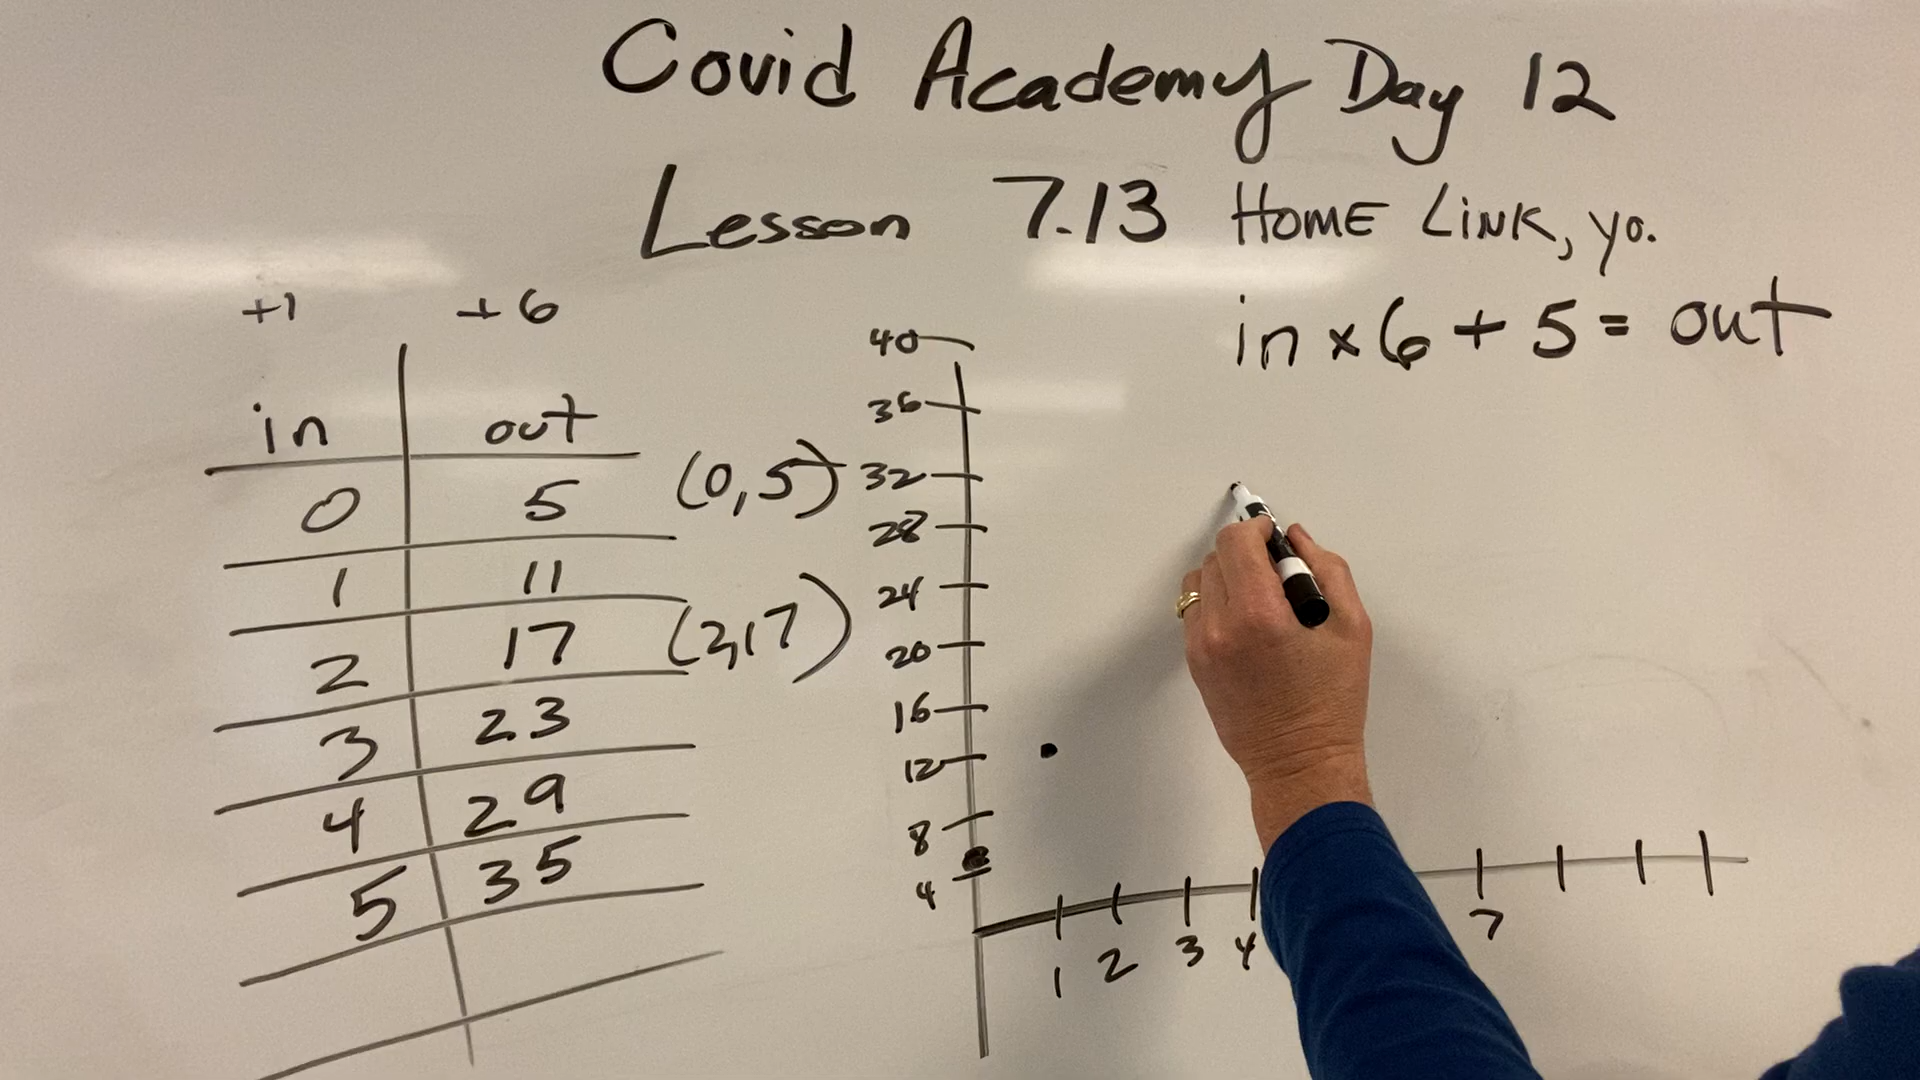 Covid Academy Day 12
Lesson 7.13 HOME LINK, yo.
in x 6 + 5 = out
+1 +6
in out
0 5 (0,5)
1 11
2 17 (2,17)
3 23
4 29
5 35
40
36
32
28
24
20
16
12
8
4
1 2 3 4 7